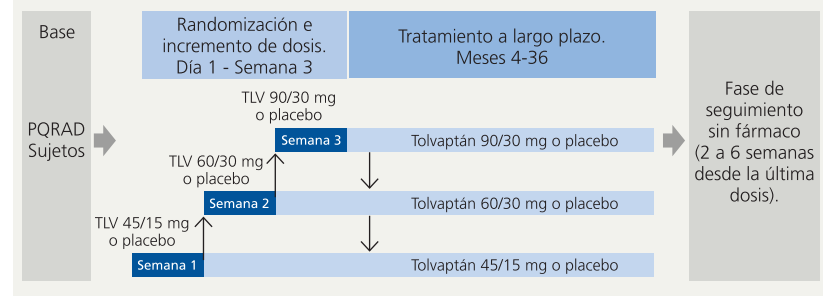 Base
PQRAD
Sujetos
Randomización e
incremento de dosis.
Día 1 - Semana 3
Tratamiento a largo plazo.
Meses 4-36
TLV 90/30 mg
o placebo
Semana 3
Tolvaptán 90/30 mg o placebo
TLV 60/30 mg
o placebo
Semana 2
Tolvaptán 60/30 mg o placebo
TLV 45/15 mg
o placebo
Semana 1
Tolvaptán 45/15 mg o placebo
Fase de
seguimiento
sin fármaco
(2 a 6 semanas
desde la última
dosis).